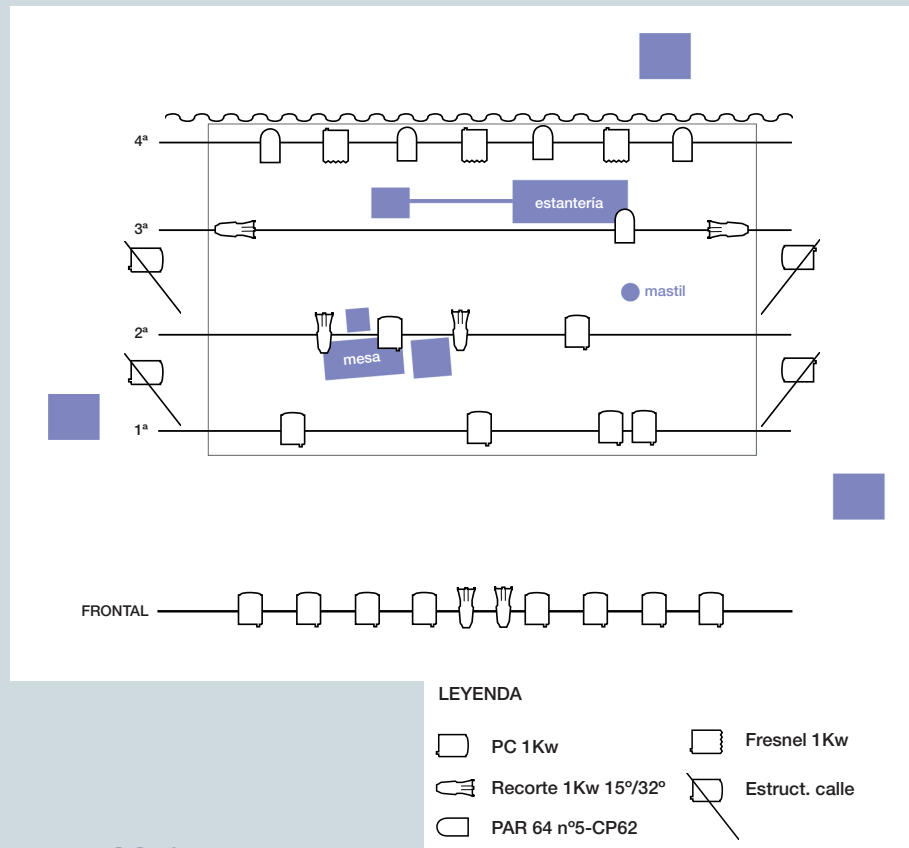 4ª
estantería
3ª
mastil
2ª
mesa
1ª
FRONTAL
LEYENDA
PC 1Kw
Fresnel 1Kw
Recorte 1Kw 15º/32º
Estruct. calle
PAR 64 nº5-CP62